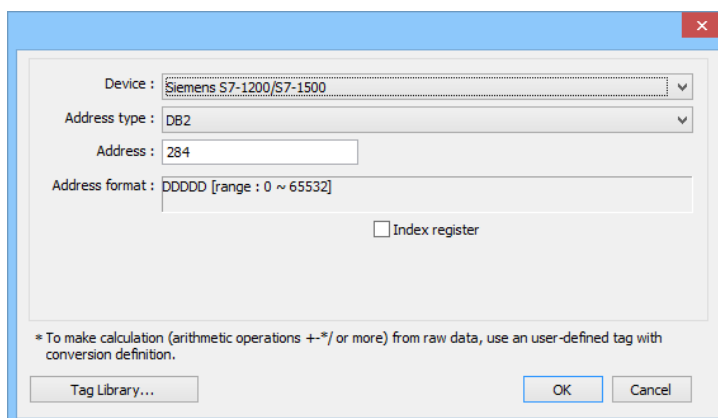 Device : Siemens S7-1200/S7-1500
Address type : DB2
Address : 284
Address format : DDDDD [range : 0 ~ 65532]
Index register
* To make calculation (arithmetic operations +-*/ or more) from raw data, use an user-defined tag with
conversion definition.
Tag Library... OK Cancel